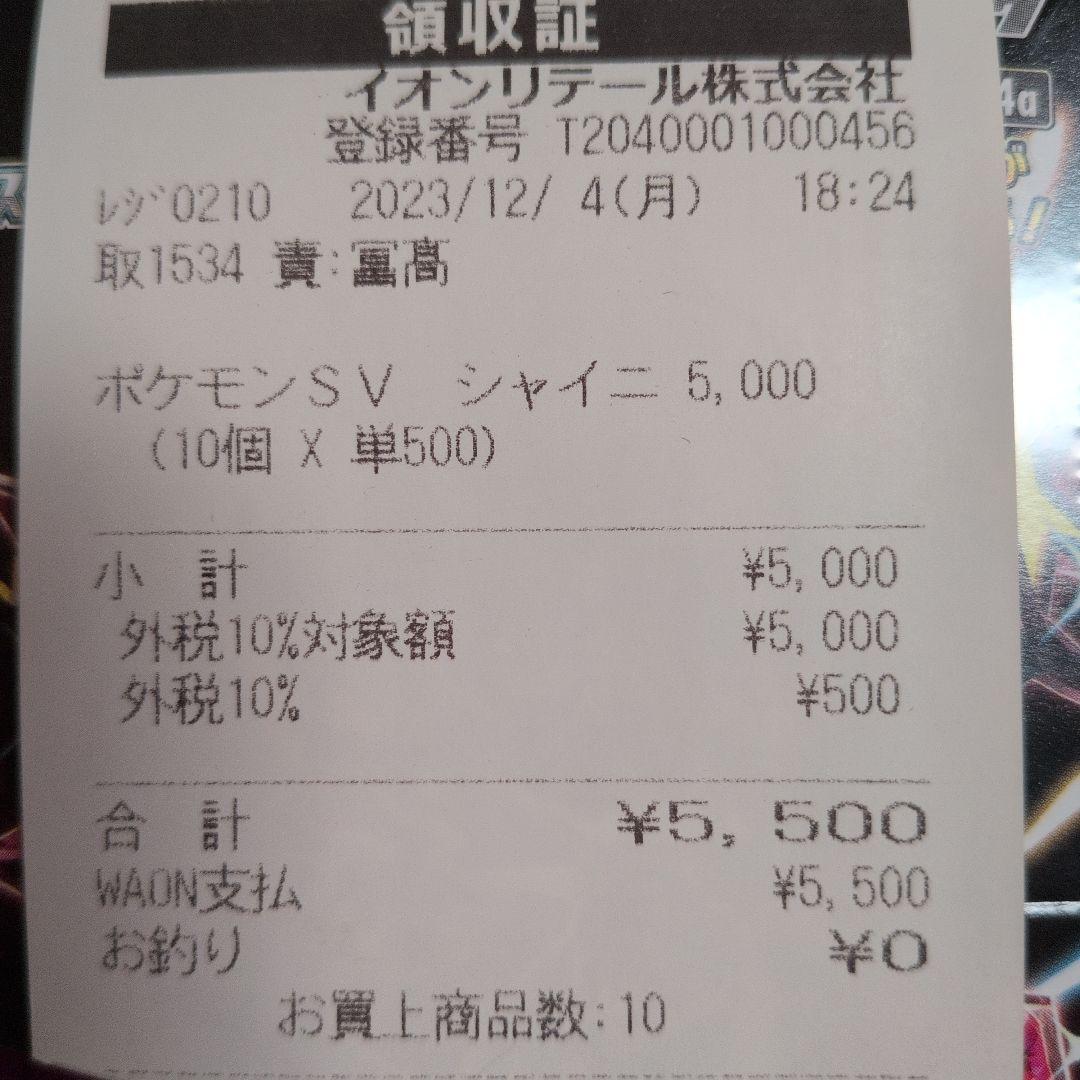 領収証
イオンリテール株式会社
登録番号 T2040001000456
ﾚｼﾞ0210 2023/12/ 4(月) 18:24
取1534 責:冨髙
ポケモンSV シャイニ 5,000
(10個 X 単500)
小 計 ¥5,000
外税10%対象額 ¥5,000
外税10% ¥500
合 計 ¥5,500
WAON支払 ¥5,500
お釣り ¥0
お買上商品数:10
4a
ス